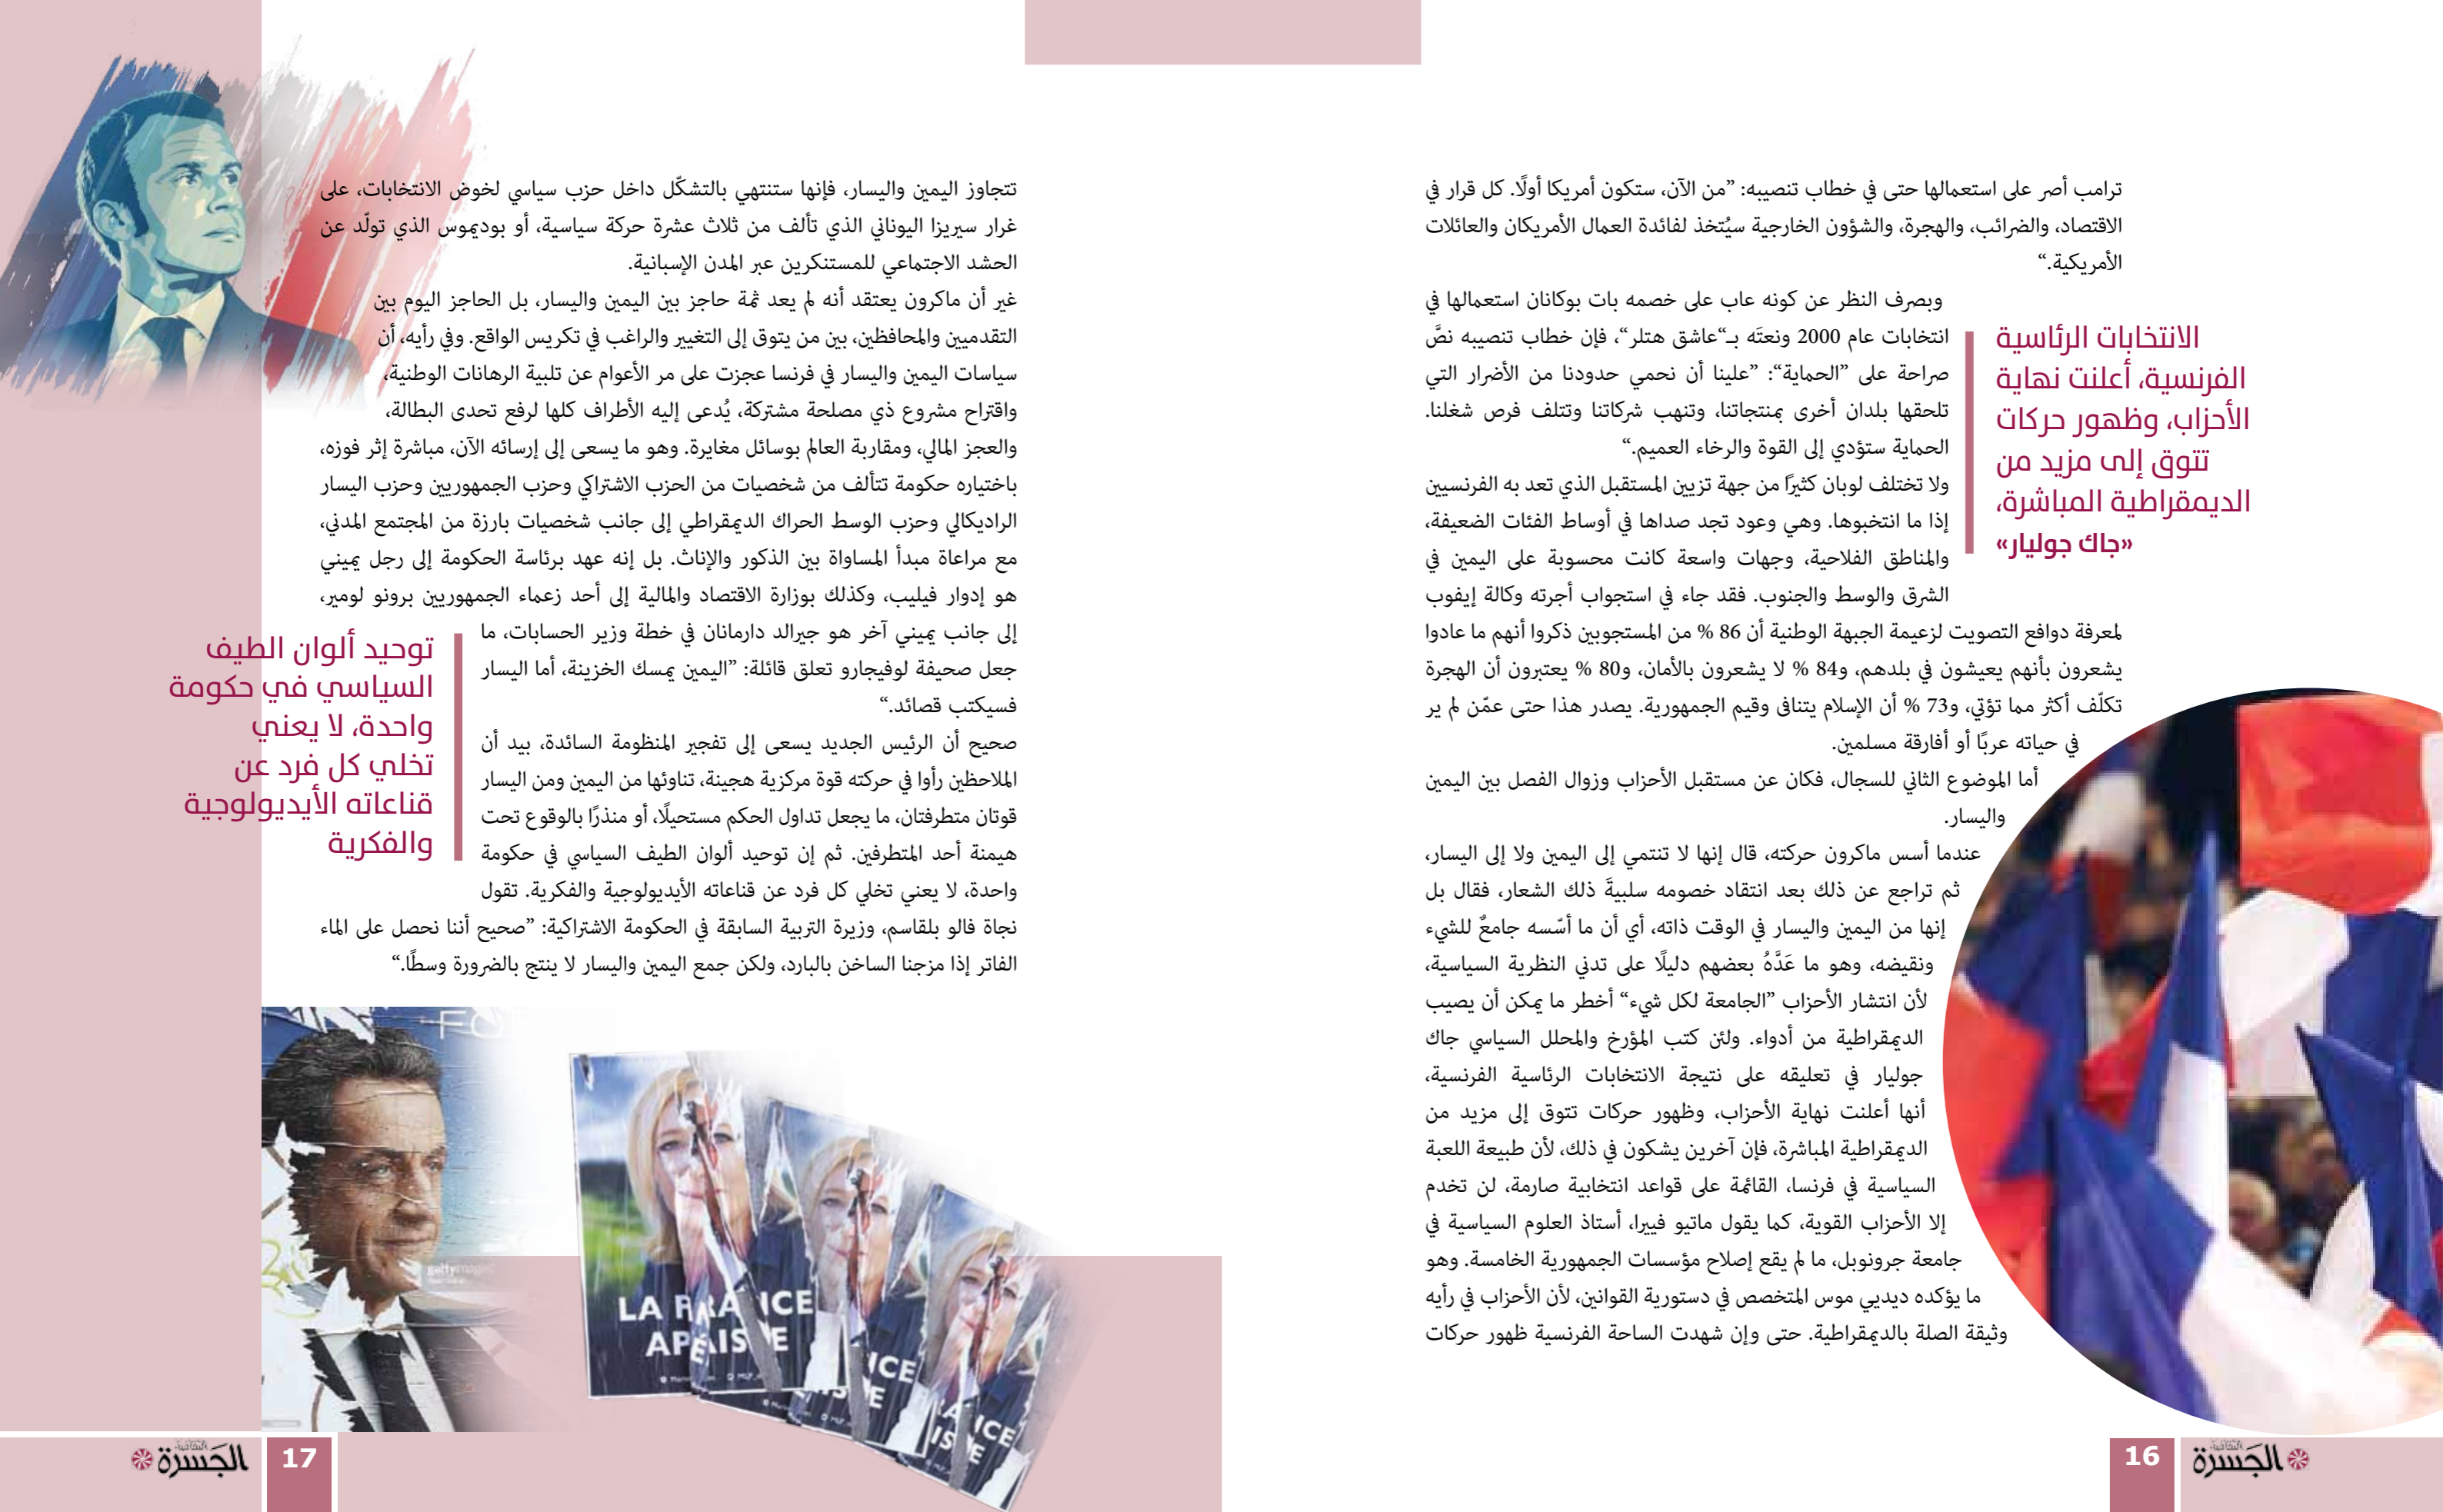 ترامب أصر على استعمالها حتى في خطاب تنصيبه: ”من الآن، ستكون أمريكا أولًا. كل قرار في
الاقتصاد، والضرائب، والهجرة، والشؤون الخارجية سيُتخذ لفائدة العمال الأمريكان والعائلات
الأمريكية.“
وبصرف النظر عن كونه عاب على خصمه بات بوكانان استعمالها في
انتخابات عام 2000 ونعتَه بـ“عاشق هتلر“، فإن خطاب تنصيبه نصَّ
صراحة على ”الحماية“: ”علينا أن نحمي حدودنا من الأضرار التي
تلحقها بلدان أخرى بمنتجاتنا، وتنهب شركاتنا وتتلف فرص شغلنا.
الحماية ستؤدي إلى القوة والرخاء العميم.“
ولا تختلف لوبان كثيرًا من جهة تزيين المستقبل الذي تعد به الفرنسيين
إذا ما انتخبوها. وهي وعود تجد صداها في أوساط الفئات الضعيفة،
والمناطق الفلاحية، وجهات واسعة كانت محسوبة على اليمين في
الشرق والوسط والجنوب. فقد جاء في استجواب أجرته وكالة إيفوب
لمعرفة دوافع التصويت لزعيمة الجبهة الوطنية أن 86 % من المستجوبين ذكروا أنهم ما عادوا
يشعرون بأنهم يعيشون في بلدهم، و84 % لا يشعرون بالأمان، و80 % يعتبرون أن الهجرة
تكلّف أكثر مما تؤتي، و73 % أن الإسلام يتنافى وقيم الجمهورية. يصدر هذا حتى عمّن لم ير
في حياته عربًا أو أفارقة مسلمين.
أما الموضوع الثاني للسجال، فكان عن مستقبل الأحزاب وزوال الفصل بين اليمين
واليسار.
عندما أسس ماكرون حركته، قال إنها لا تنتمي إلى اليمين ولا إلى اليسار،
ثم تراجع عن ذلك بعد انتقاد خصومه سلبيةَ ذلك الشعار، فقال بل
إنها من اليمين واليسار في الوقت ذاته، أي أن ما أسّسه جامعٌ للشيء
ونقيضه، وهو ما عَدَّهُ بعضهم دليلًا على تدني النظرية السياسية،
لأن انتشار الأحزاب ”الجامعة لكل شيء“ أخطر ما يمكن أن يصيب
الديمقراطية من أدواء. ولئن كتب المؤرخ والمحلل السياسي جاك
جوليار في تعليقه على نتيجة الانتخابات الرئاسية الفرنسية،
أنها أعلنت نهاية الأحزاب، وظهور حركات تتوق إلى مزيد من
الديمقراطية المباشرة، فإن آخرين يشكون في ذلك، لأن طبيعة اللعبة
السياسية في فرنسا، القائمة على قواعد انتخابية صارمة، لن تخدم
إلا الأحزاب القوية، كما يقول ماتيو فييرا، أستاذ العلوم السياسية في
جامعة جرونوبل، ما لم يقع إصلاح مؤسسات الجمهورية الخامسة. وهو
ما يؤكده ديديي موس المتخصص في دستورية القوانين، لأن الأحزاب في رأيه
وثيقة الصلة بالديمقراطية. حتى وإن شهدت الساحة الفرنسية ظهور حركات
الانتخابات الرئاسية
الفرنسية، أعلنت نهاية
الأحزاب، وظهور حركات
تتوق إلى مزيد من
الديمقراطية المباشرة،
«جاك جوليار»
16
الجَسرَة
الثقافية
تتجاوز اليمين واليسار، فإنها ستنتهي بالتشكّل داخل حزب سياسي لخوض الانتخابات، على
غرار سيريزا اليوناني الذي تألف من ثلاث عشرة حركة سياسية، أو بوديموس الذي تولّد عن
الحشد الاجتماعي للمستنكرين عبر المدن الإسبانية.
غير أن ماكرون يعتقد أنه لم يعد ثمة حاجز بين اليمين واليسار، بل الحاجز اليوم بين
التقدميين والمحافظين، بين من يتوق إلى التغيير والراغب في تكريس الواقع. وفي رأيه، أن
سياسات اليمين واليسار في فرنسا عجزت على مر الأعوام عن تلبية الرهانات الوطنية،
واقتراح مشروع ذي مصلحة مشتركة، يُدعى إليه الأطراف كلها لرفع تحدى البطالة،
والعجز المالي، ومقاربة العالم بوسائل مغايرة. وهو ما يسعى إلى إرسائه الآن، مباشرة إثر فوزه،
باختياره حكومة تتألف من شخصيات من الحزب الاشتراكي وحزب الجمهوريين وحزب اليسار
الراديكالي وحزب الوسط الحراك الديمقراطي إلى جانب شخصيات بارزة من المجتمع المدني،
مع مراعاة مبدأ المساواة بين الذكور والإناث. بل إنه عهد برئاسة الحكومة إلى رجل يميني
هو إدوار فيليب، وكذلك بوزارة الاقتصاد والمالية إلى أحد زعماء الجمهوريين برونو لومير،
إلى جانب يميني آخر هو جيرالد دارمانان في خطة وزير الحسابات، ما
جعل صحيفة لوفيجارو تعلق قائلة: ”اليمين يمسك الخزينة، أما اليسار
فسيكتب قصائد.“
صحيح أن الرئيس الجديد يسعى إلى تفجير المنظومة السائدة، بيد أن
الملاحظين رأوا في حركته قوة مركزية هجينة، تناوئها من اليمين ومن اليسار
قوتان متطرفتان، ما يجعل تداول الحكم مستحيلًا، أو منذرًا بالوقوع تحت
هيمنة أحد المتطرفين. ثم إن توحيد ألوان الطيف السياسي في حكومة
واحدة، لا يعني تخلي كل فرد عن قناعاته الأيديولوجية والفكرية. تقول
نجاة فالو بلقاسم، وزيرة التربية السابقة في الحكومة الاشتراكية: ”صحيح أننا نحصل على الماء
الفاتر إذا مزجنا الساخن بالبارد، ولكن جمع اليمين واليسار لا ينتج بالضرورة وسطًا.“
توحيد ألوان الطيف
السياسي في حكومة
واحدة، لا يعني
تخلي كل فرد عن
قناعاته الأيديولوجية
والفكرية
gettyimages
LA FRANCE
APAISE
17
الجَسرَة
الثقافية